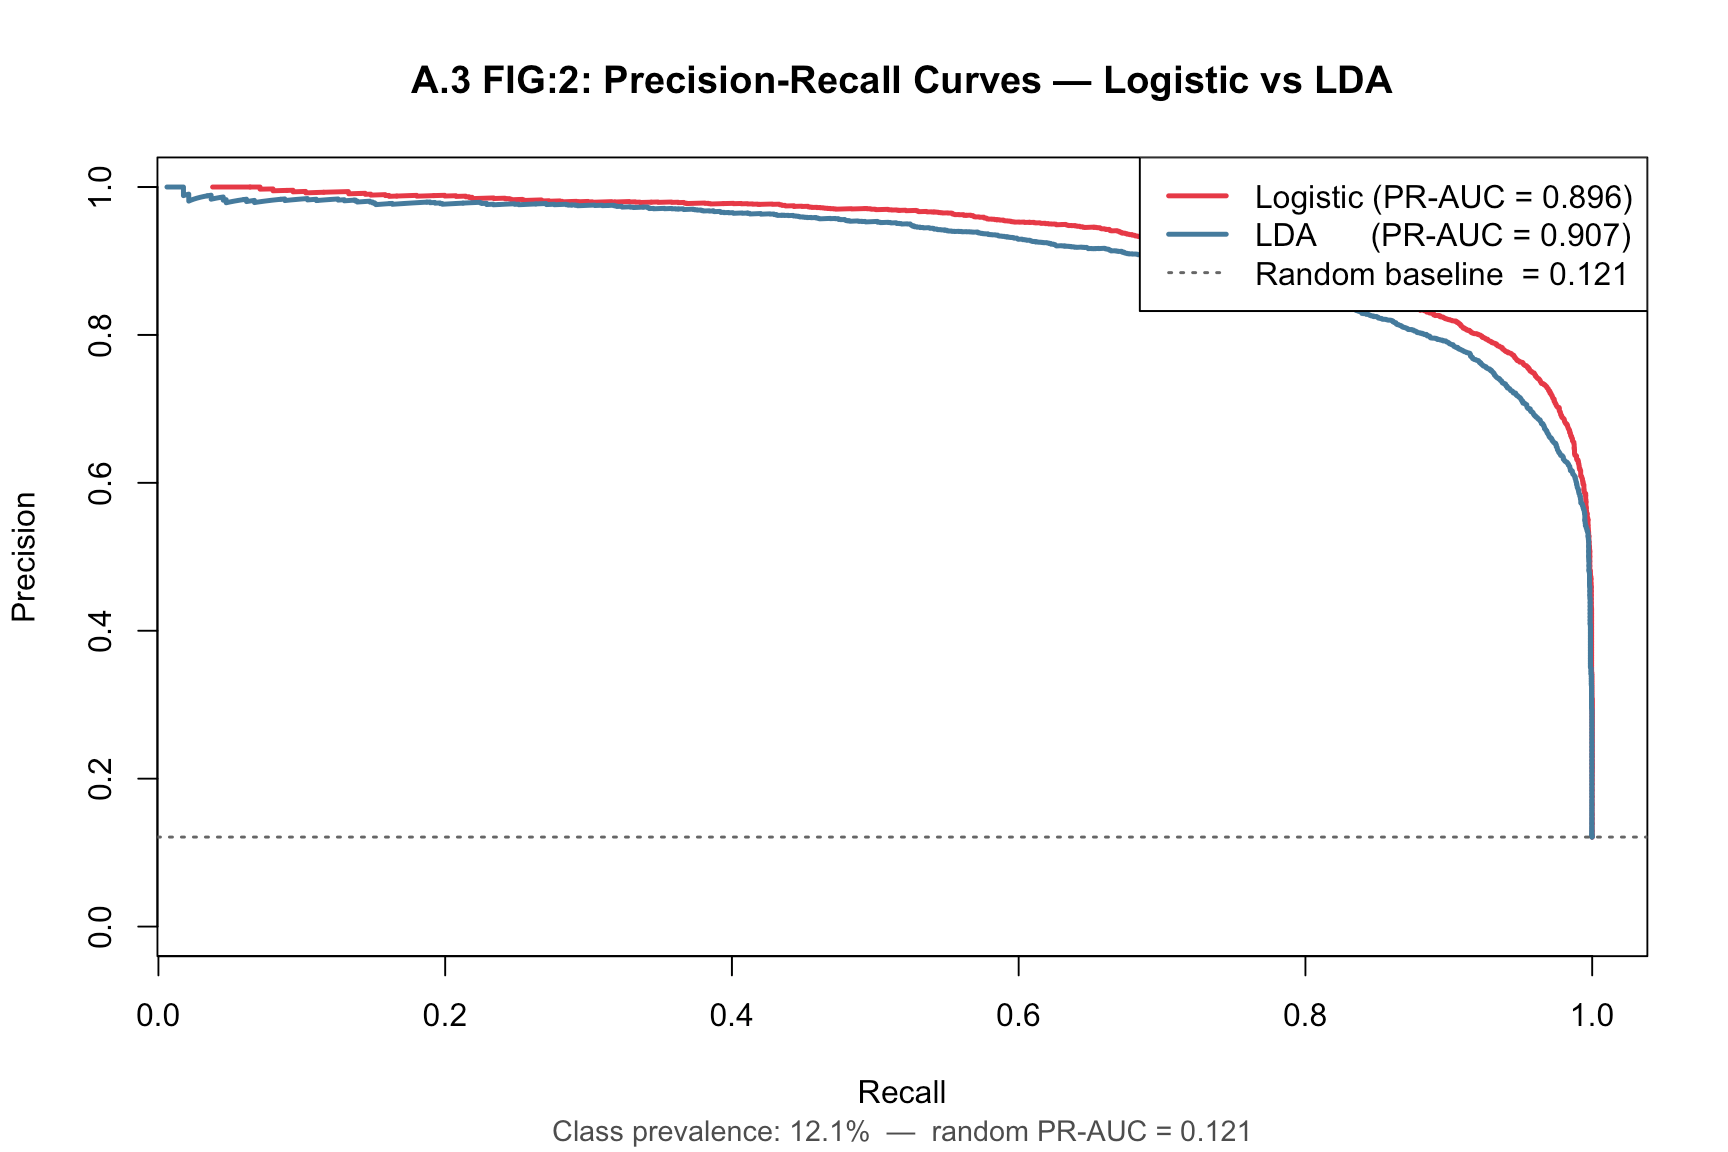 A.3 FIG:2: Precision-Recall Curves — Logistic vs LDA
Logistic (PR-AUC = 0.896)
LDA (PR-AUC = 0.907)
Random baseline = 0.121
Precision
1.0
0.8
0.6
0.4
0.2
0.0
0.0 0.2 0.4 0.6 0.8 1.0
Recall
Class prevalence: 12.1% — random PR-AUC = 0.121